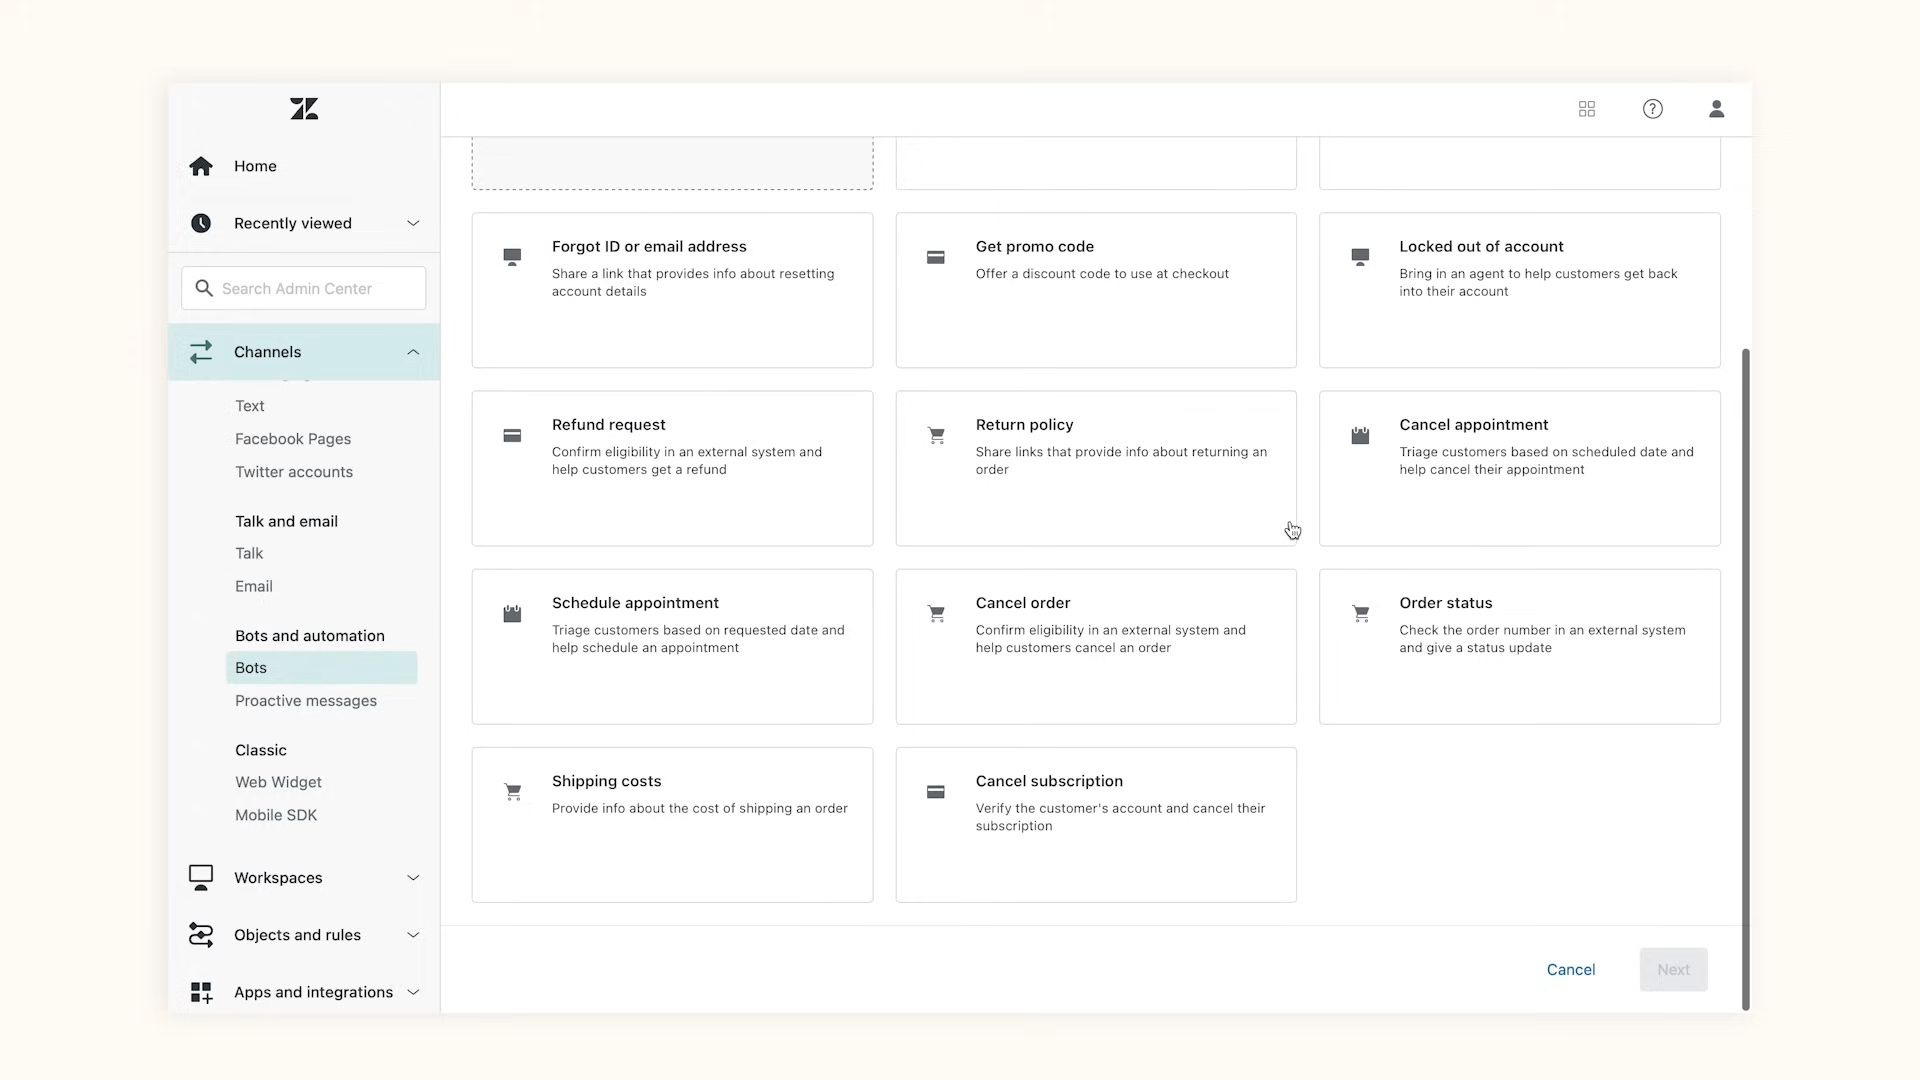 Home
Recently viewed
Search Admin Center
Channels
Text
Facebook Pages
Twitter accounts
Talk and email
Talk
Email
Bots and automation
Bots
Proactive messages
Classic
Web Widget
Mobile SDK
Workspaces
Objects and rules
Apps and integrations
Forgot ID or email address
Share a link that provides info about resetting
account details
Get promo code
Offer a discount code to use at checkout
Locked out of account
Bring in an agent to help customers get back
into their account
Refund request
Confirm eligibility in an external system and
help customers get a refund
Return policy
Share links that provide info about returning an
order
Cancel appointment
Triage customers based on scheduled date and
help cancel their appointment
Schedule appointment
Triage customers based on requested date and
help schedule an appointment
Cancel order
Confirm eligibility in an external system and
help customers cancel an order
Order status
Check the order number in an external system
and give a status update
Shipping costs
Provide info about the cost of shipping an order
Cancel subscription
Verify the customer's account and cancel their
subscription
Cancel
Next